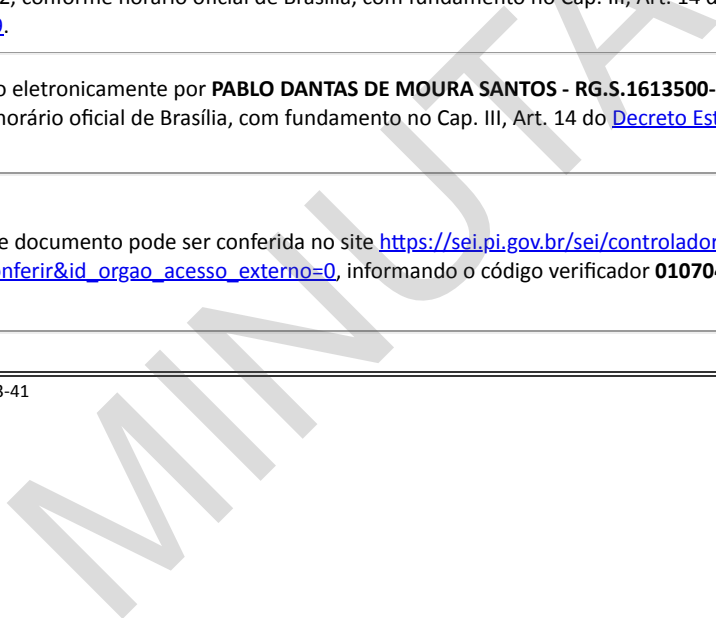 2, conforme horário oficial de Brasília, com fundamento no Cap. III, Art. 14 d
.
o eletronicamente por PABLO DANTAS DE MOURA SANTOS - RG.S.1613500-
horário oficial de Brasília, com fundamento no Cap. III, Art. 14 do Decreto Est
e documento pode ser conferida no site https://sei.pi.gov.br/sei/controlador
onferir&id_orgao_acesso_externo=0, informando o código verificador 010704
3-41
MINUTA